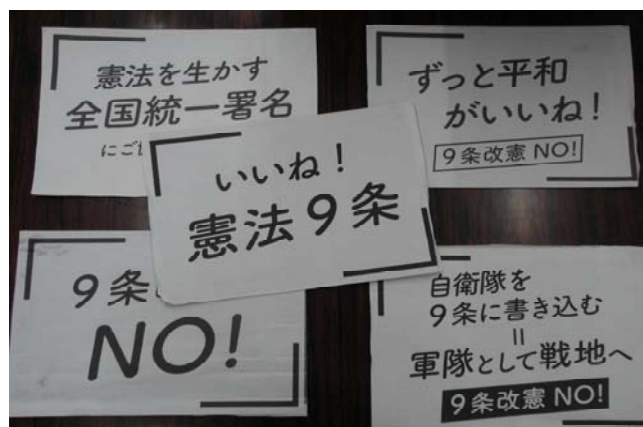 憲法を生かす
全国統一署名
にご
ずっと平和
がいいね！
9条改憲 NO!
いいね！
憲法9条
9条
NO!
自衛隊を
9条に書き込む
=
軍隊として戦地へ
9条改憲 NO!